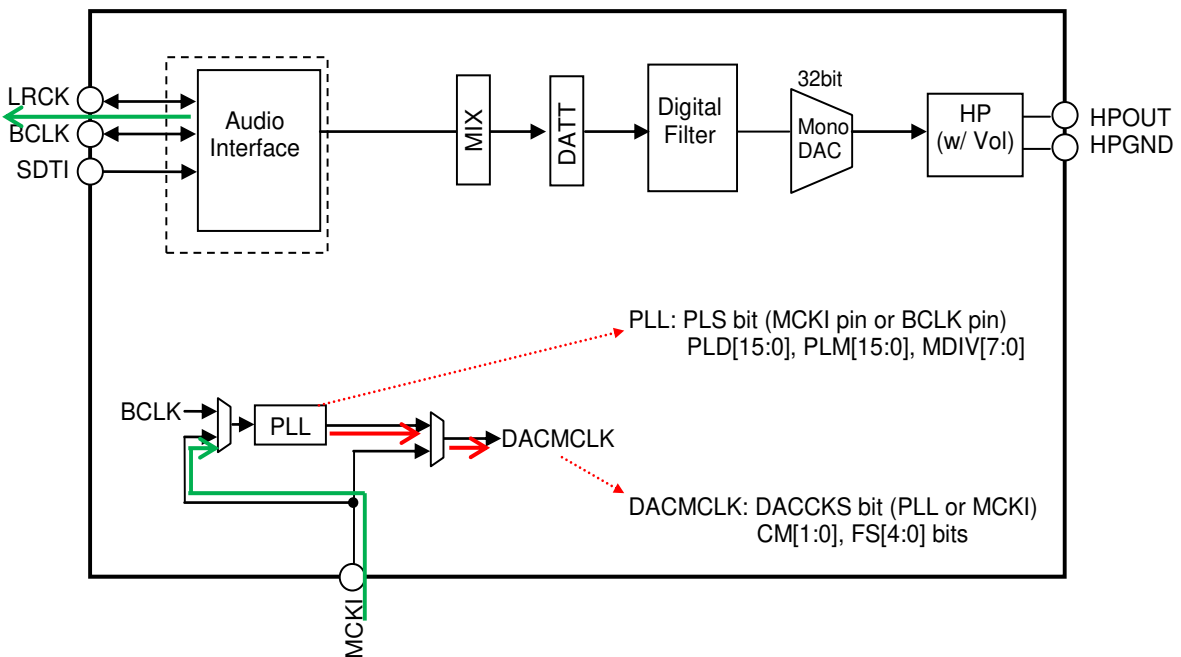 LRCK
BCLK
SDTI
Audio
Interface
MIX
DATT
Digital
Filter
32bit
Mono
DAC
HP
(w/ Vol)
HPOUT
HPGND
PLL: PLS bit (MCKI pin or BCLK pin)
PLD[15:0], PLM[15:0], MDIV[7:0]
BCLK
PLL
DACMCLK
DACMCLK: DACCKS bit (PLL or MCKI)
CM[1:0], FS[4:0] bits
MCKI